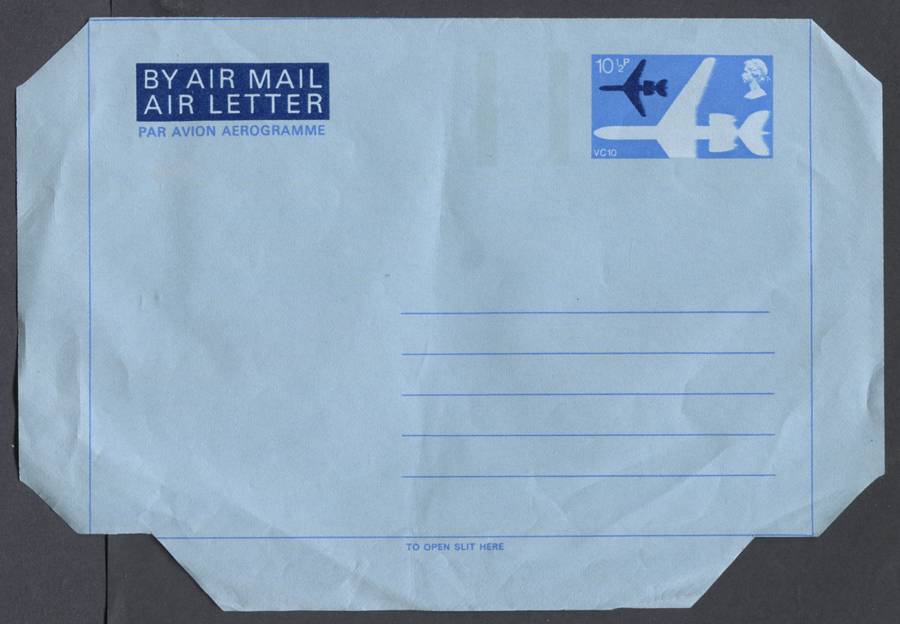 BY AIR MAIL
AIR LETTER
PAR AVION AEROGRAMME
10½P
VC10
TO OPEN SLIT HERE